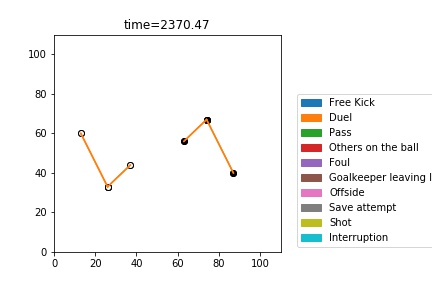 time=2370.47
100
80
60
40
20
0
0 20 40 60 80 100
Free Kick
Duel
Pass
Others on the ball
Foul
Goalkeeper leaving
Offside
Save attempt
Shot
Interruption